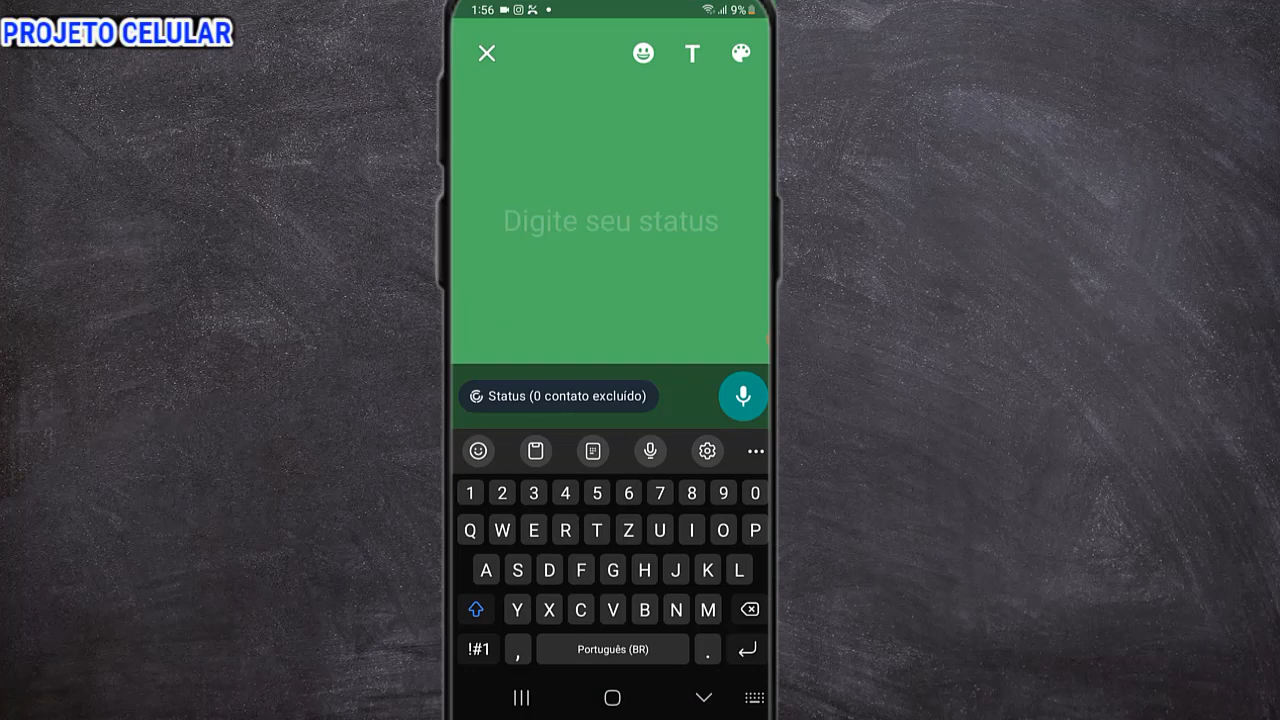 PROJETO CELULAR
1:56
9%
T
Digite seu status
Status (0 contato excluído)
1 2 3 4 5 6 7 8 9 0
Q W E R T Z U I O P
A S D F G H J K L
Y X C V B N M
!#1 , Português (BR) .